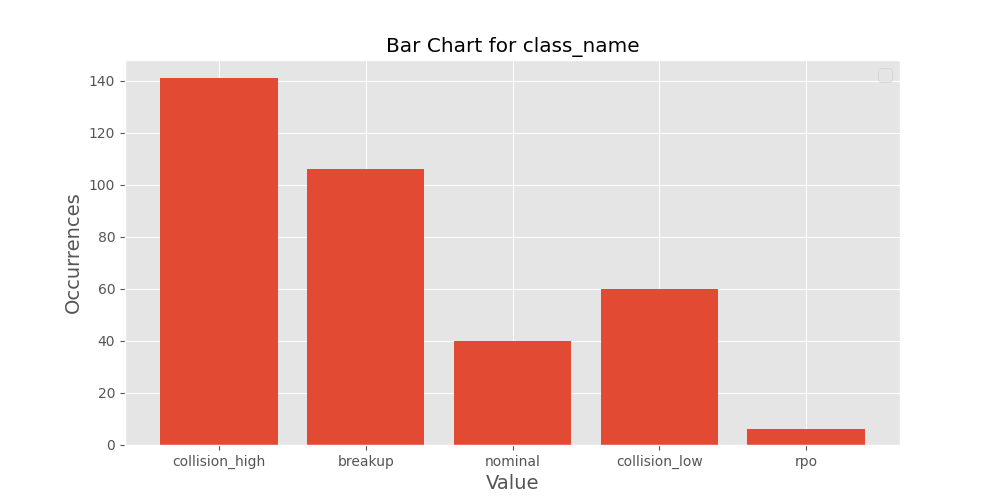 Bar Chart for class_name
Occurrences
140
120
100
80
60
40
20
0
collision_high breakup nominal collision_low rpo
Value